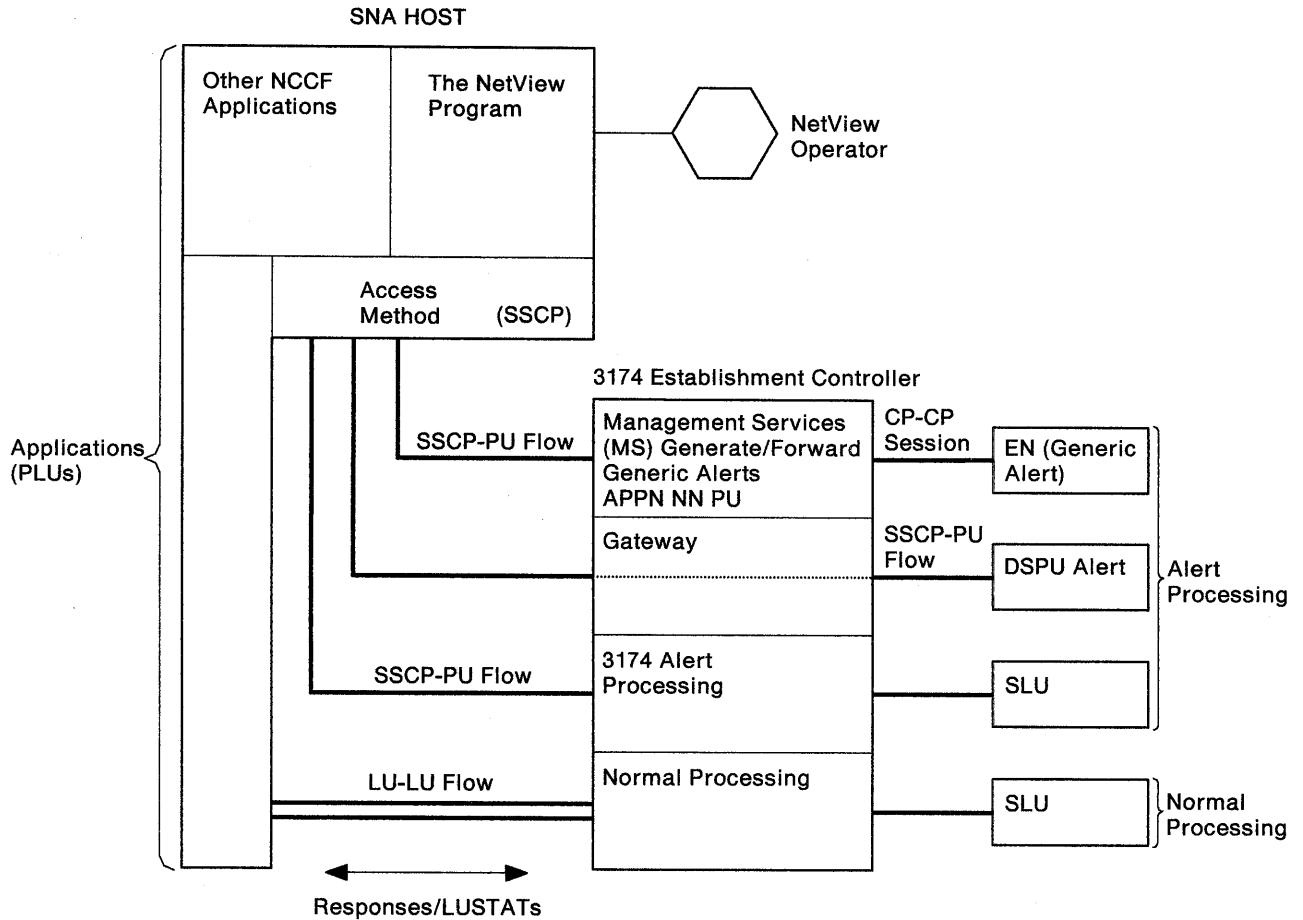 SNA HOST
Other NCCF
Applications
The NetView
Program
NetView
Operator
Access
Method (SSCP)
3174 Establishment Controller
Applications
(PLUs)
SSCP-PU Flow
Management Services
(MS) Generate/Forward
Generic Alerts
APPN NN PU
CP-CP
Session
EN (Generic
Alert)
Gateway
SSCP-PU
Flow
DSPU Alert
Alert
Processing
SSCP-PU Flow
3174 Alert
Processing
SLU
LU-LU Flow
Normal Processing
SLU
Normal
Processing
Responses/LUSTATs